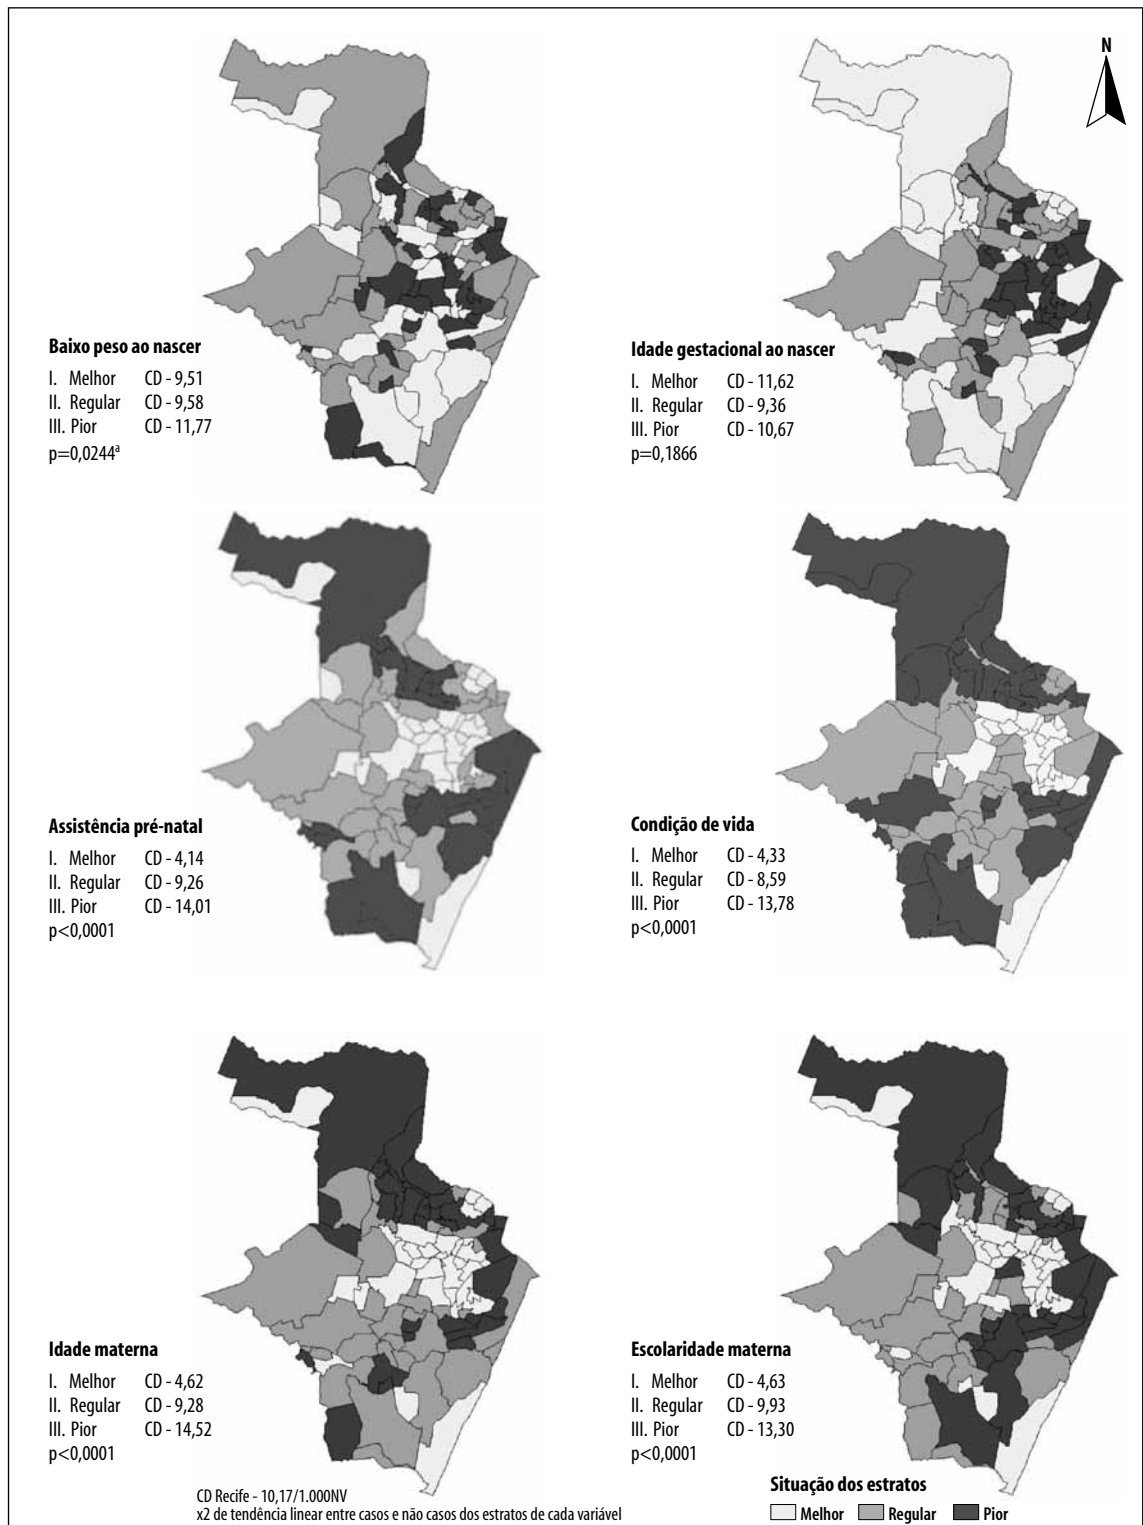 N
Baixo peso ao nascer
I. Melhor CD - 9,51
II. Regular CD - 9,58
III. Pior CD - 11,77
p=0,0244ª
Idade gestacional ao nascer
I. Melhor CD - 11,62
II. Regular CD - 9,36
III. Pior CD - 10,67
p=0,1866
Assistência pré-natal
I. Melhor CD - 4,14
II. Regular CD - 9,26
III. Pior CD - 14,01
p<0,0001
Condição de vida
I. Melhor CD - 4,33
II. Regular CD - 8,59
III. Pior CD - 13,78
p<0,0001
Idade materna
I. Melhor CD - 4,62
II. Regular CD - 9,28
III. Pior CD - 14,52
p<0,0001
Escolaridade materna
I. Melhor CD - 4,63
II. Regular CD - 9,93
III. Pior CD - 13,30
p<0,0001
CD Recife - 10,17/1.000NV
x2 de tendência linear entre casos e não casos dos estratos de cada variável
Situação dos estratos
Melhor Regular Pior